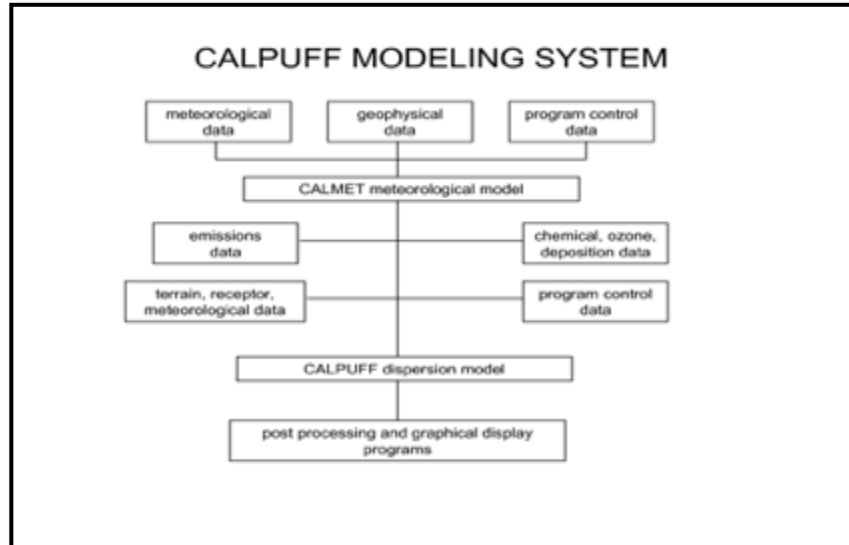 CALPUFF MODELING SYSTEM
meteorological
data
geophysical
data
program control
data
CALMET meteorological model
emissions
data
chemical, ozone,
deposition data
terrain, receptor,
meteorological data
program control
data
CALPUFF dispersion model
post processing and graphical display
programs